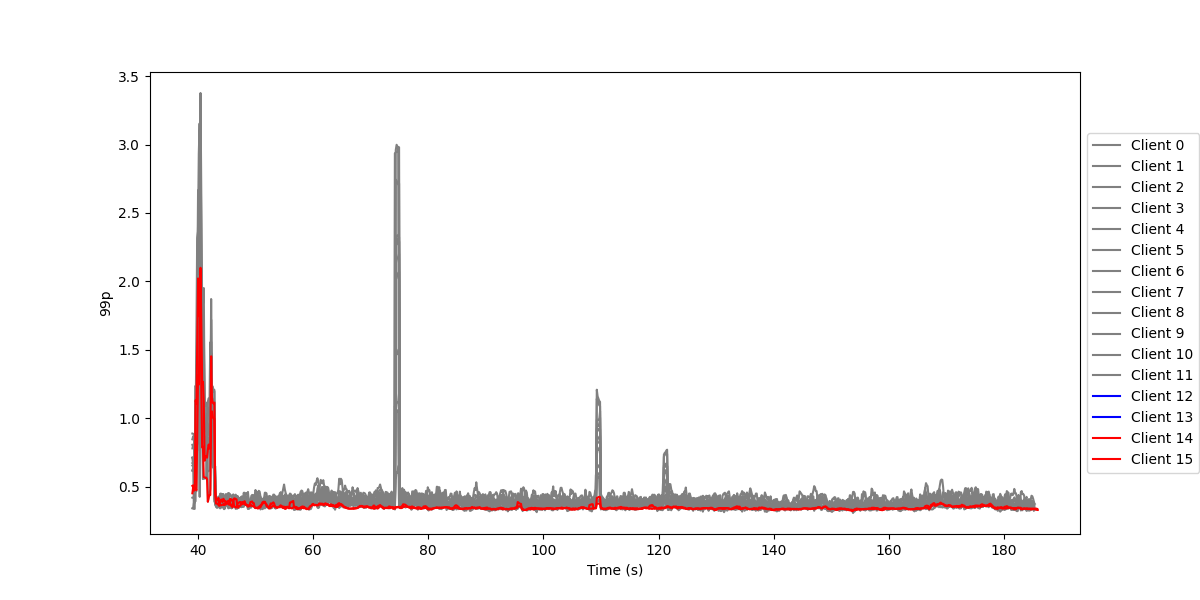 3.5
3.0
2.5
2.0
1.5
1.0
0.5
99p
40 60 80 100 120 140 160 180
Time (s)
Client 0
Client 1
Client 2
Client 3
Client 4
Client 5
Client 6
Client 7
Client 8
Client 9
Client 10
Client 11
Client 12
Client 13
Client 14
Client 15